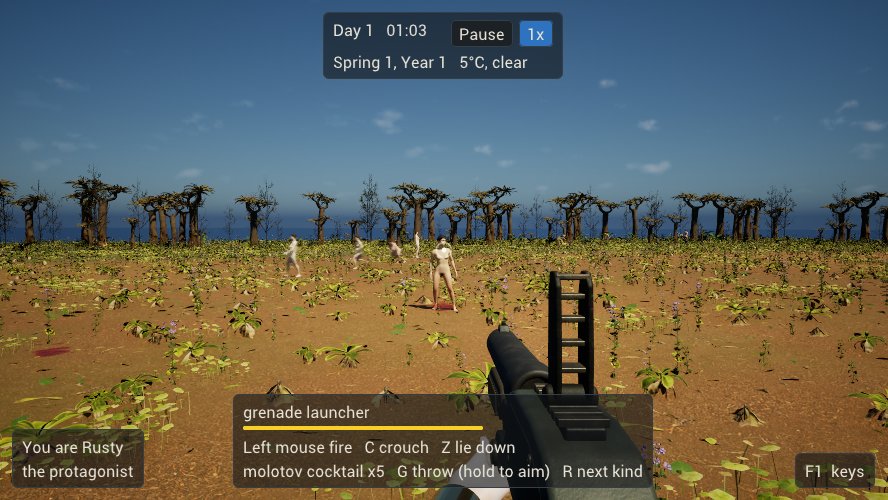 Day 1 01:03 Pause 1x
Spring 1, Year 1 5°C, clear
grenade launcher
Left mouse fire C crouch Z lie down
molotov cocktail x5 G throw (hold to aim) R next kind
You are Rusty
the protagonist
F1 keys